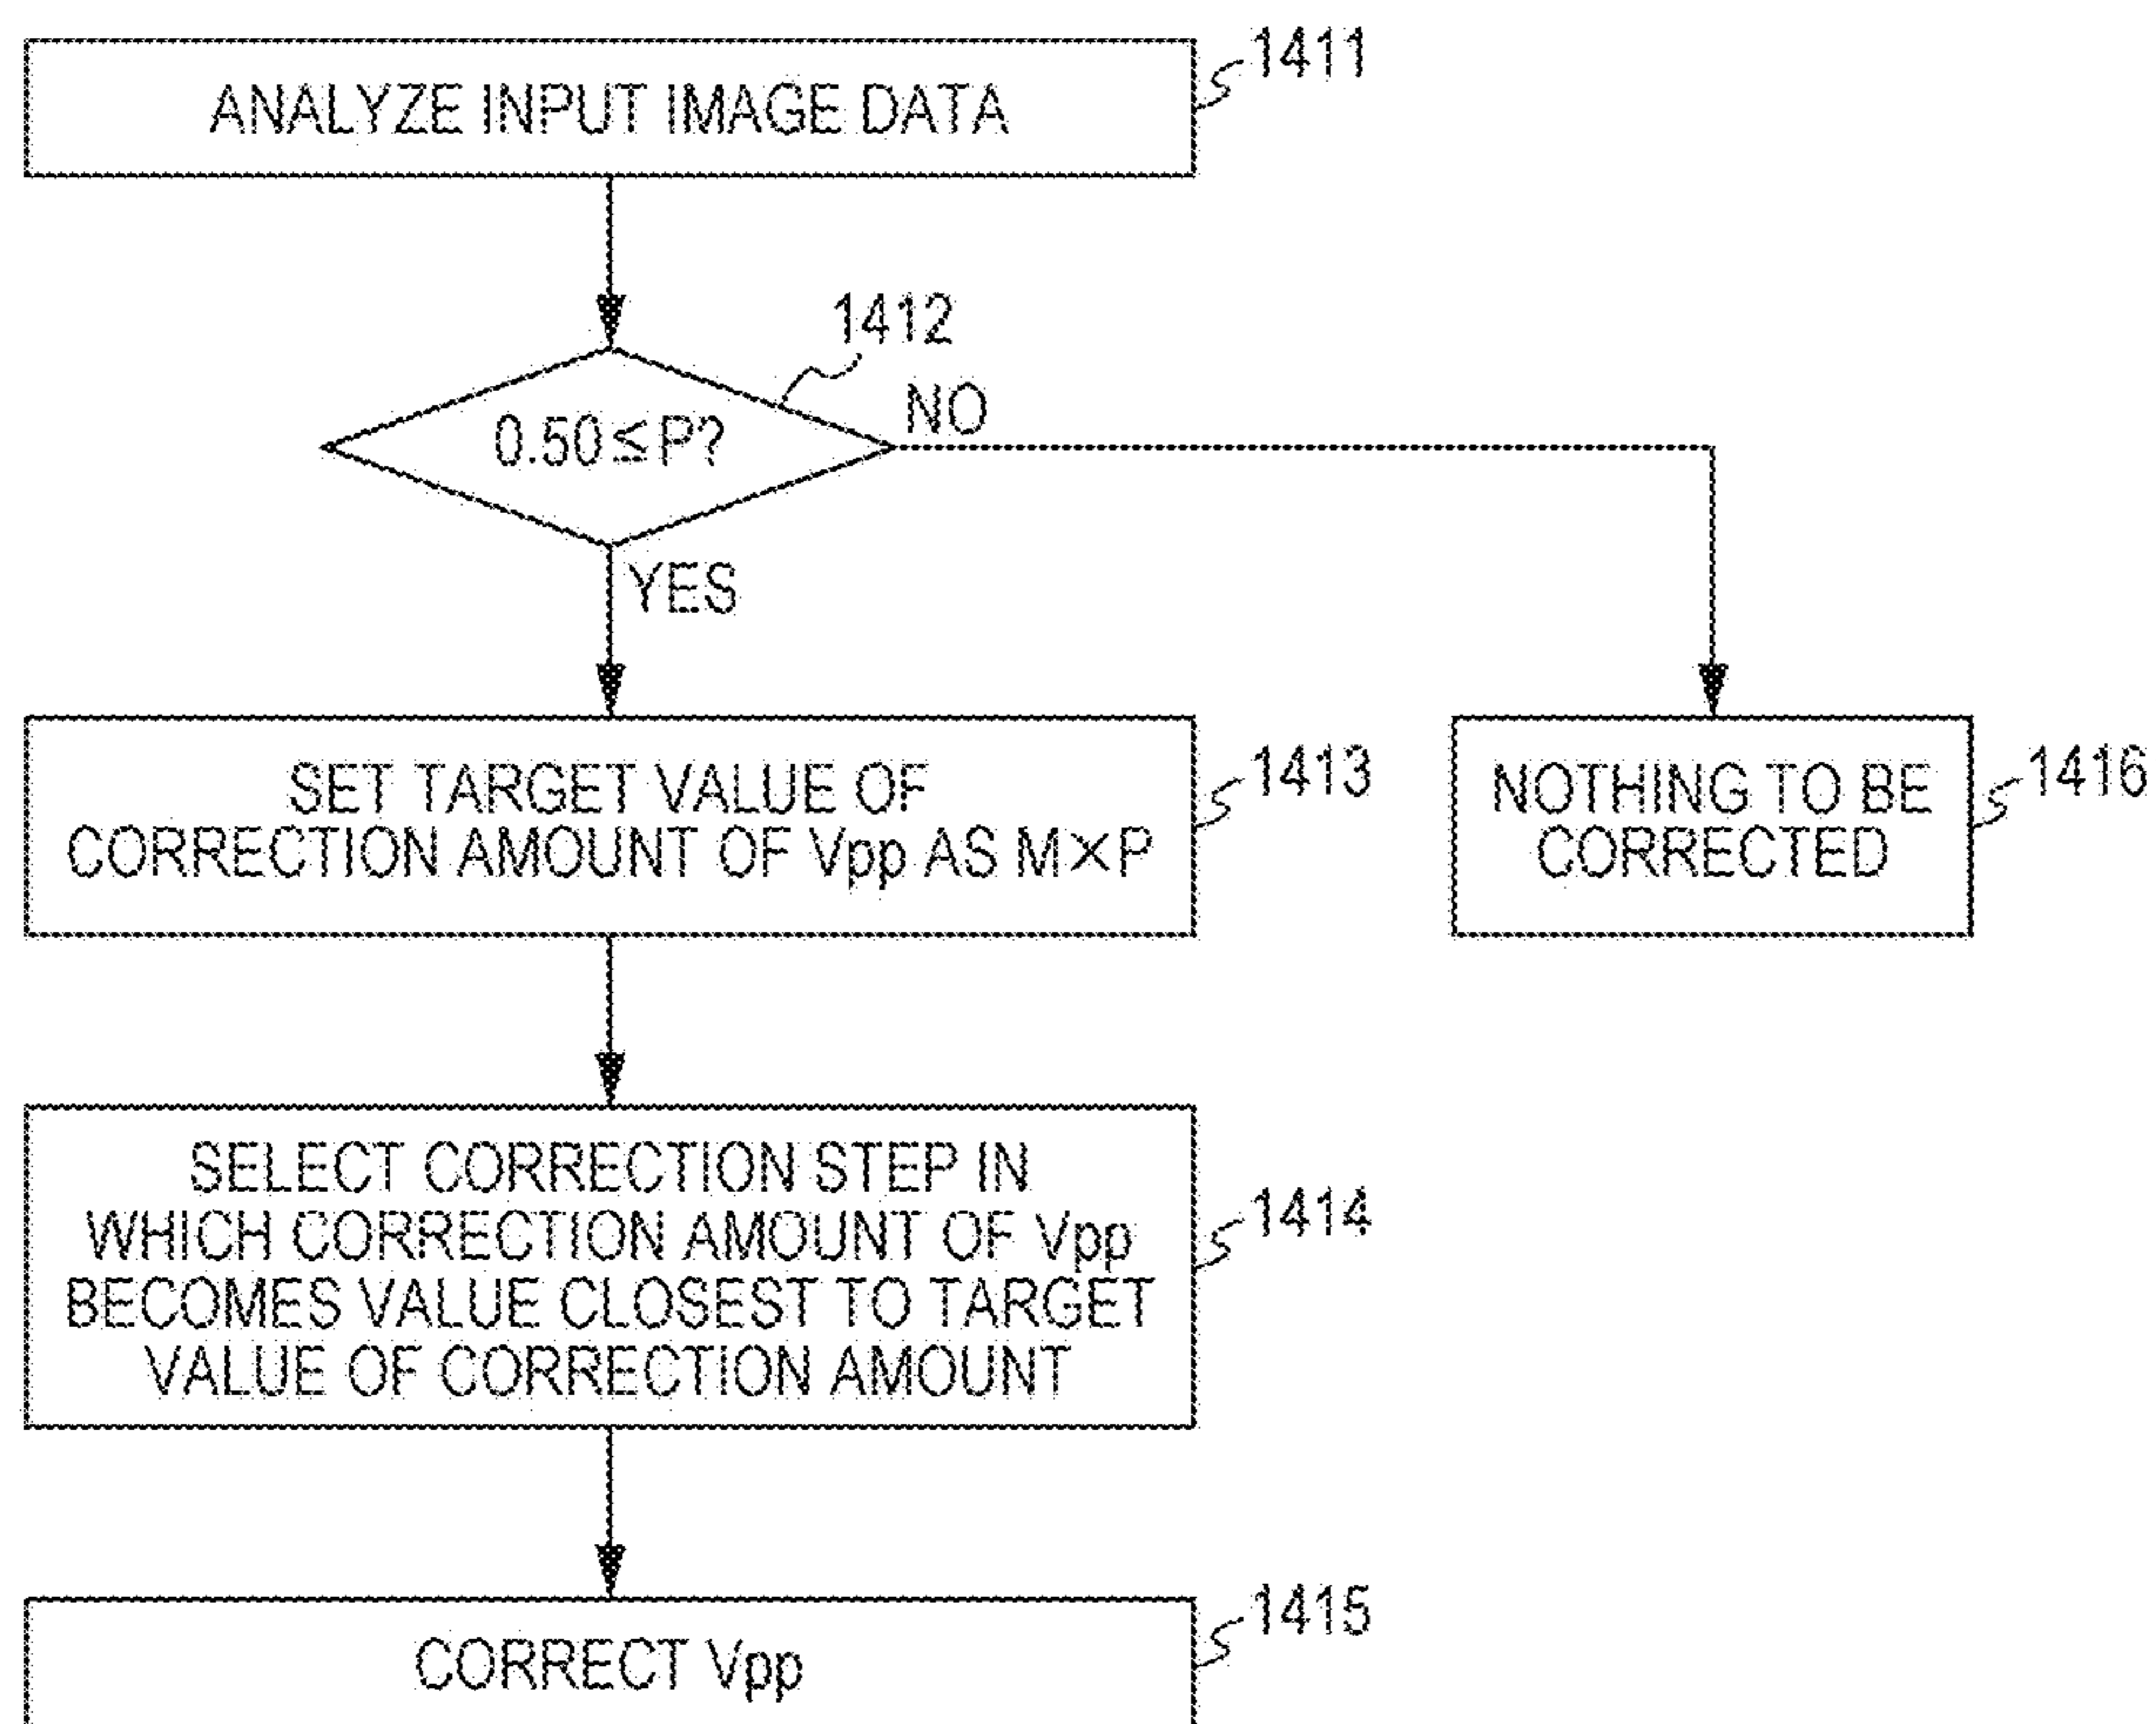 1411
ANALYZE INPUT IMAGE DATA
1412
NO
0.50≦P?
YES
1413
SET TARGET VALUE OF
CORRECTION AMOUNT OF Vpp AS M×P
1416
NOTHING TO BE
CORRECTED
1414
SELECT CORRECTION STEP IN
WHICH CORRECTION AMOUNT OF Vpp
BECOMES VALUE CLOSEST TO TARGET
VALUE OF CORRECTION AMOUNT
1415
CORRECT Vpp